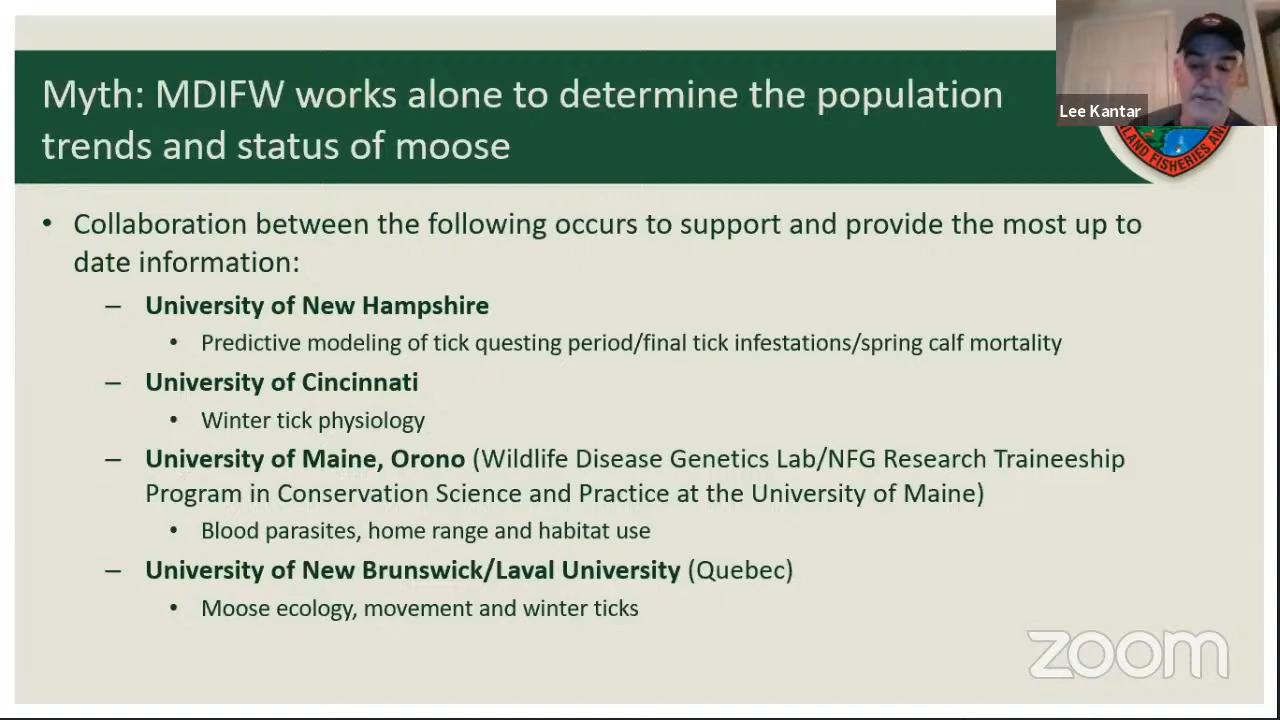 Myth: MDIFW works alone to determine the population
trends and status of moose
Lee Kantar
LAND FISHERIES AND
• Collaboration between the following occurs to support and provide the most up to
date information:
– University of New Hampshire
• Predictive modeling of tick questing period/final tick infestations/spring calf mortality
– University of Cincinnati
• Winter tick physiology
– University of Maine, Orono (Wildlife Disease Genetics Lab/NFG Research Traineeship
Program in Conservation Science and Practice at the University of Maine)
• Blood parasites, home range and habitat use
– University of New Brunswick/Laval University (Quebec)
• Moose ecology, movement and winter ticks
zoom